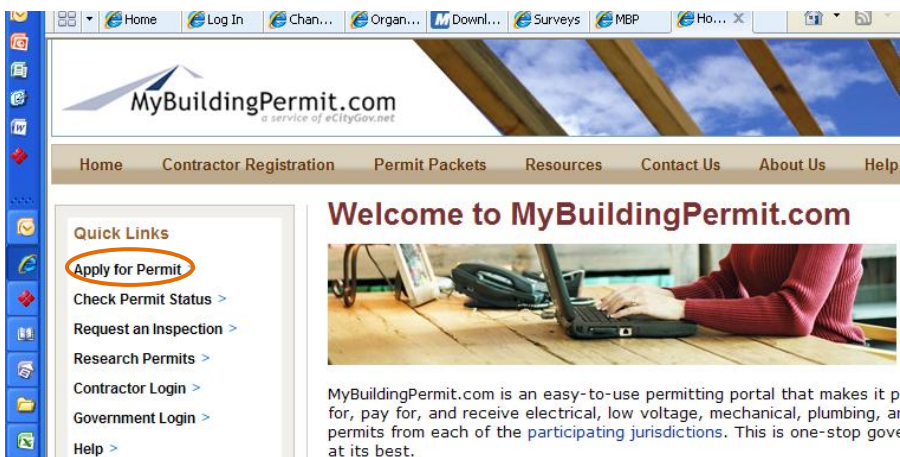 Home Log In Chan... Organ... M Downl... Surveys MBP Ho... X
MyBuildingPermit.com
a service of eCityGov.net
Home Contractor Registration Permit Packets Resources Contact Us About Us Help
Quick Links
Apply for Permit
Check Permit Status >
Request an Inspection >
Research Permits >
Contractor Login >
Government Login >
Help >
Welcome to MyBuildingPermit.com
MyBuildingPermit.com is an easy-to-use permitting portal that makes it p
for, pay for, and receive electrical, low voltage, mechanical, plumbing, a
permits from each of the participating jurisdictions. This is one-stop gove
at its best.